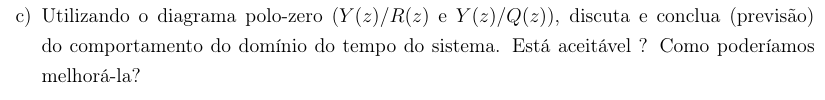 c) Utilizando o diagrama polo-zero (Y(z)/R(z) e Y(z)/Q(z)), discuta e conclua (previsão)
do comportamento do domínio do tempo do sistema. Está aceitável ? Como poderíamos
melhorá-la?